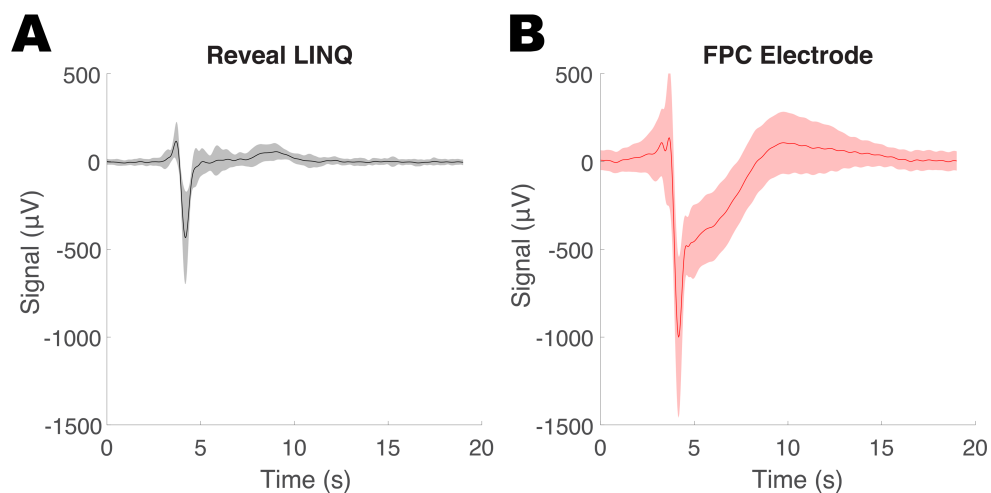 A
Reveal LINQ
500
0
-500
-1000
-1500
Signal (µV)
0 5 10 15 20
Time (s)
B
FPC Electrode
500
0
-500
-1000
-1500
Signal (µV)
0 5 10 15 20
Time (s)